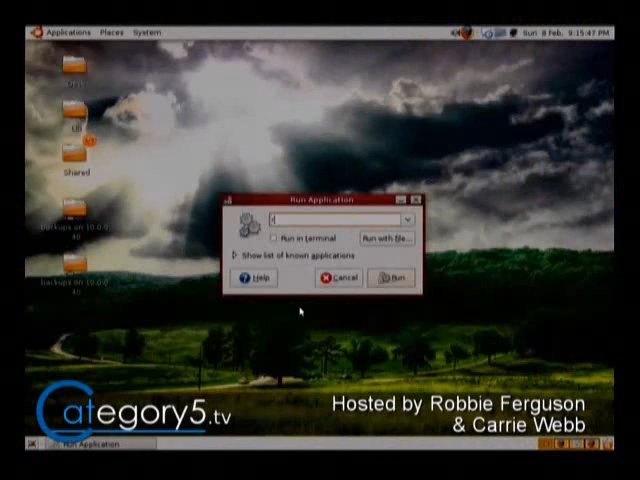 Applications Places System
Sun 8 Feb, 9:15:47 PM
Shared
backups on 10.0.0.
backups on 10.0.0.
Run Application
Run in terminal
Run with file...
Show list of known applications
Help
Cancel
Run
Category5.tv
Hosted by Robbie Ferguson
& Carrie Webb
Run Application